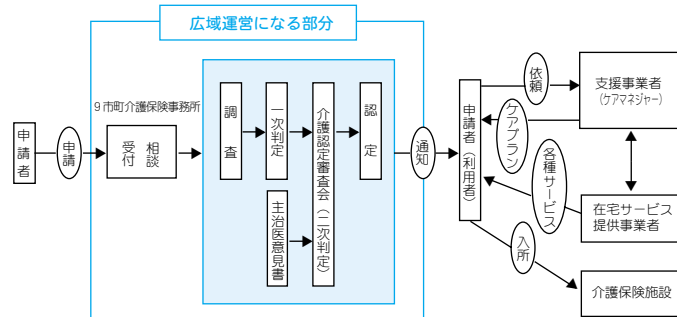 広域運営になる部分
9市町介護保険事務所
申請者
申請
受付
相談
調査
一次判定
主治医意見書
介護認定審査会(二次判定)
認定
通知
申請者(利用者)
依頼
ケアプラン
各種サービス
入所
支援事業者
(ケアマネジャー)
在宅サービス
提供事業者
介護保険施設